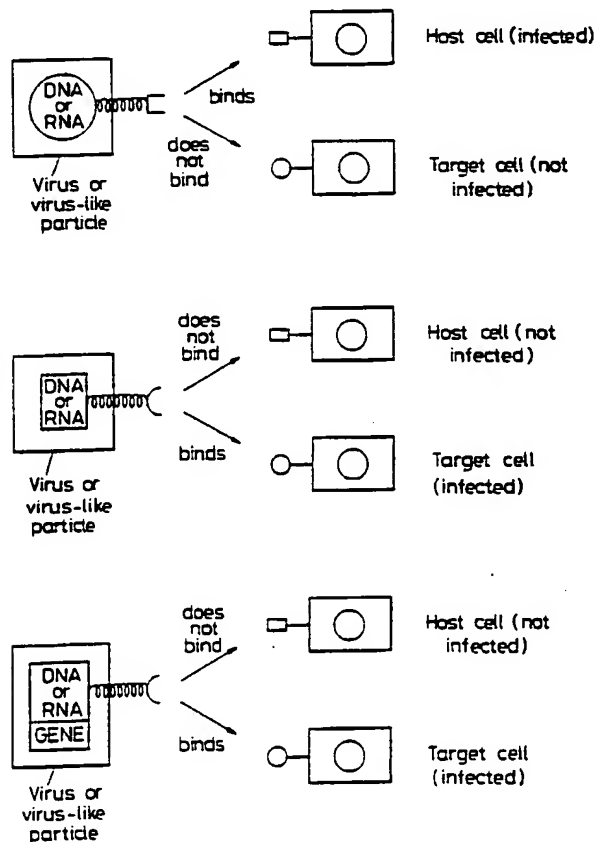 DNA
or
RNA
binds
does
not
bind
Host cell (infected)
Target cell (not
infected)
Virus or
virus-like
particle
DNA
or
RNA
does
not
bind
binds
Host cell (not
infected)
Target cell
(infected)
Virus or
virus-like
particle
DNA
or
RNA
GENE
does
not
bind
binds
Host cell (not
infected)
Target cell
(infected)
Virus or
virus-like
particle